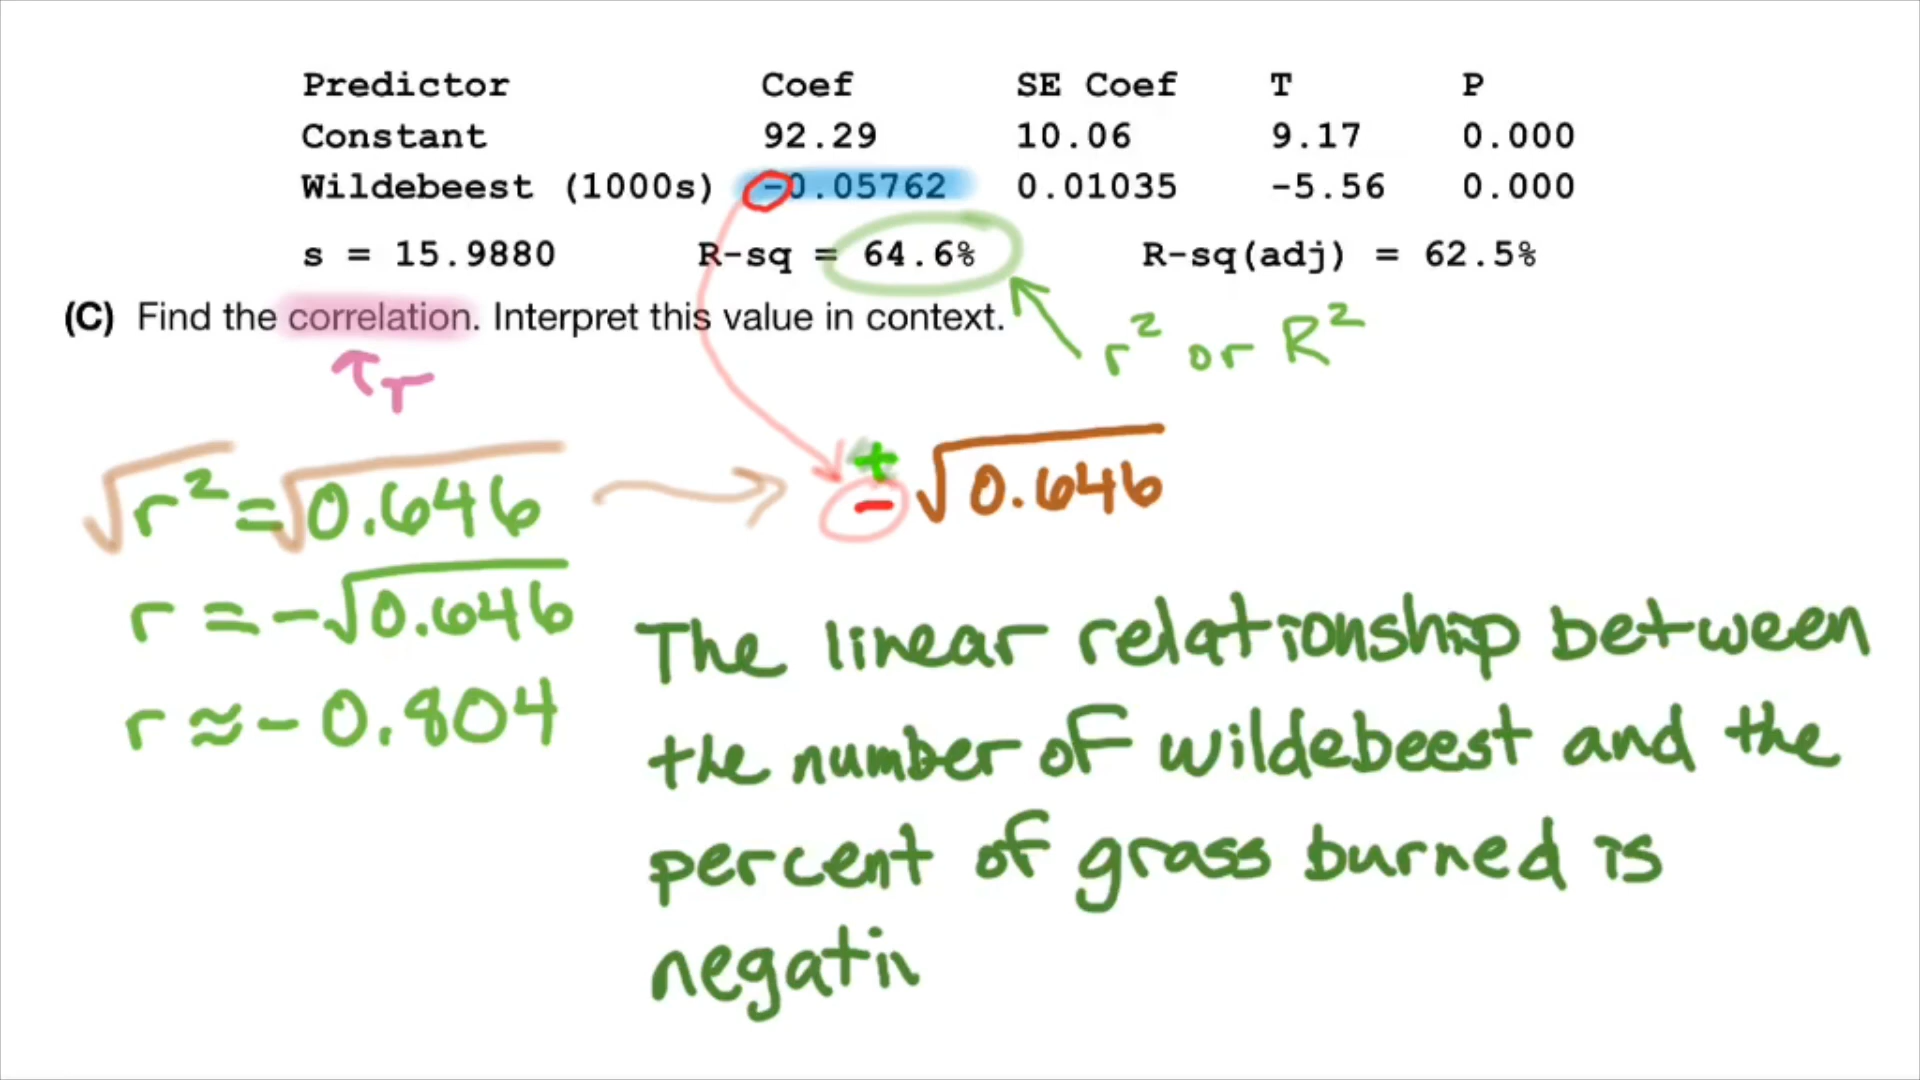 Predictor Coef SE Coef T P
Constant 92.29 10.06 9.17 0.000
Wildebeest (1000s) -0.05762 0.01035 -5.56 0.000
s = 15.9880 R-sq = 64.6% R-sq(adj) = 62.5%
(C) Find the correlation. Interpret this value in context.
r² or R²
r
√r² = √0.646
+
- √0.646
r = -√0.646
r ≈ -0.804
The linear relationship between
the number of wildebeest and the
percent of grass burned is
negati